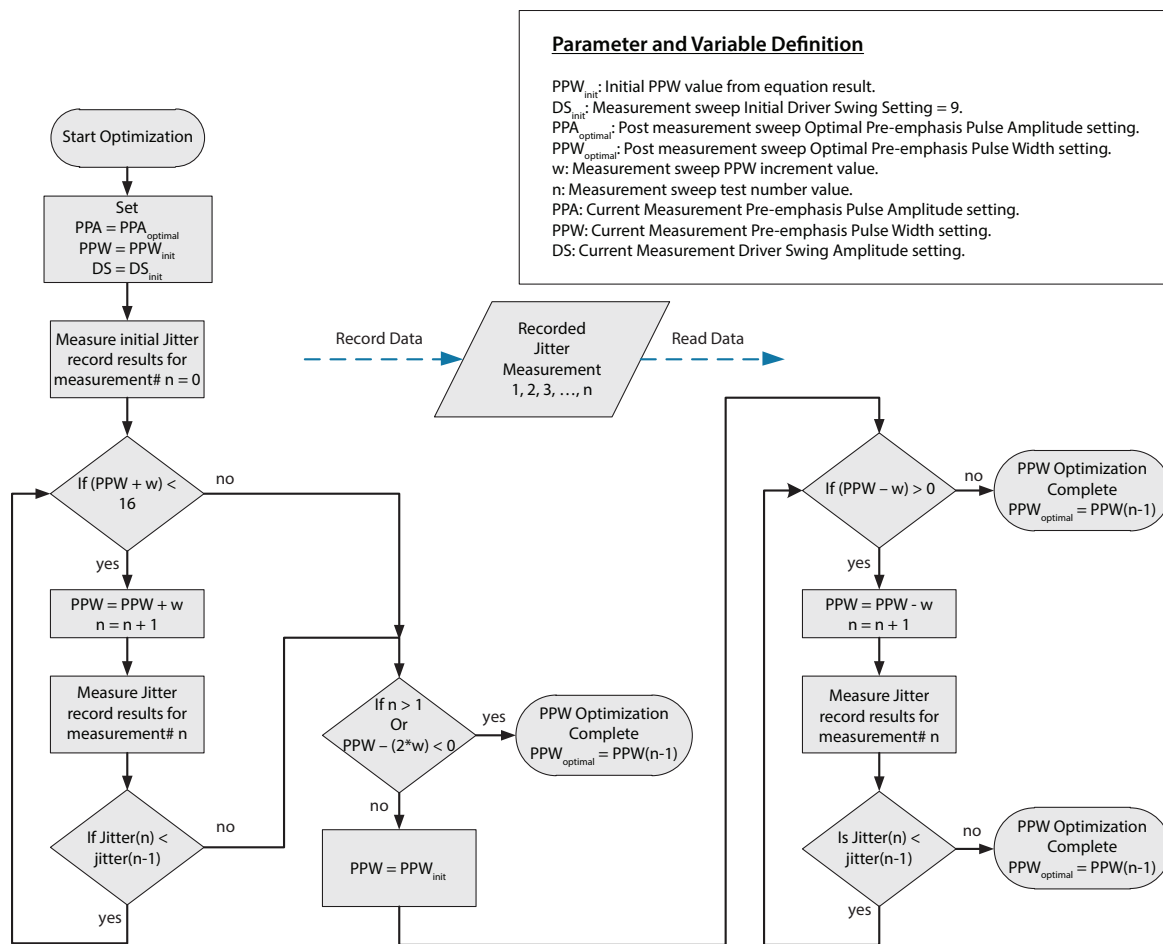 Parameter and Variable Definition
PPWinit: Initial PPW value from equation result.
DSinit: Measurement sweep Initial Driver Swing Setting = 9.
PPAoptimal: Post measurement sweep Optimal Pre-emphasis Pulse Amplitude setting.
PPWoptimal: Post measurement sweep Optimal Pre-emphasis Pulse Width setting.
w: Measurement sweep PPW increment value.
n: Measurement sweep test number value.
PPA: Current Measurement Pre-emphasis Pulse Amplitude setting.
PPW: Current Measurement Pre-emphasis Pulse Width setting.
DS: Current Measurement Driver Swing Amplitude setting.
Start Optimization
Set
PPA = PPAoptimal
PPW = PPWinit
DS = DSinit
Measure initial Jitter
record results for
measurement# n = 0
Record Data
Recorded
Jitter
Measurement
1, 2, 3, …, n
Read Data
If (PPW + w) <
16
no
yes
PPW = PPW + w
n = n + 1
Measure Jitter
record results for
measurement# n
If Jitter(n) <
jitter(n-1)
no
yes
If n > 1
Or
PPW – (2*w) < 0
yes
PPW Optimization
Complete
PPWoptimal = PPW(n-1)
no
PPW = PPWinit
If (PPW – w) > 0
no
PPW Optimization
Complete
PPWoptimal = PPW(n-1)
yes
PPW = PPW - w
n = n + 1
Measure Jitter
record results for
measurement# n
Is Jitter(n) <
jitter(n-1)
no
PPW Optimization
Complete
PPWoptimal = PPW(n-1)
yes